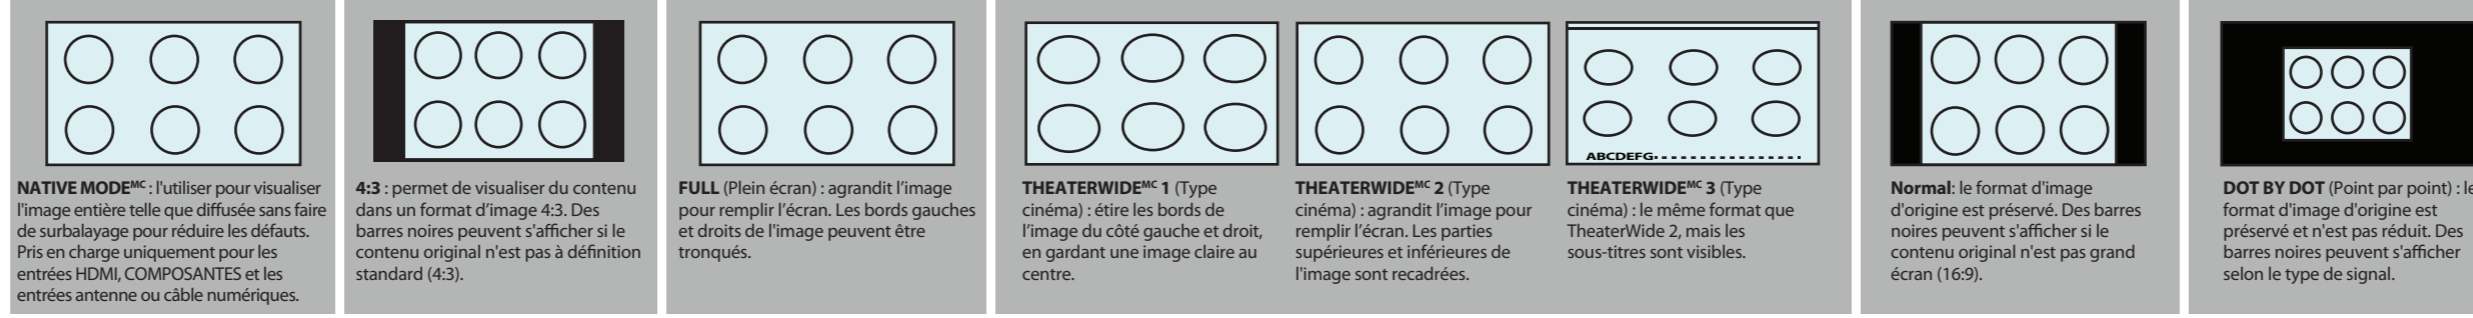 ABCDEFG
NATIVE MODEMC : l'utiliser pour visualiser
l'image entière telle que diffusée sans faire
de surbalayage pour réduire les défauts.
Pris en charge uniquement pour les
entrées HDMI, COMPOSANTES et les
entrées antenne ou câble numériques.
4:3 : permet de visualiser du contenu
dans un format d'image 4:3. Des
barres noires peuvent s'afficher si le
contenu original n'est pas à définition
standard (4:3).
FULL (Plein écran) : agrandit l'image
pour remplir l'écran. Les bords gauches
et droits de l'image peuvent être
tronqués.
THEATERWIDEMC 1 (Type
cinéma) : étire les bords de
l'image du côté gauche et droit,
en gardant une image claire au
centre.
THEATERWIDEMC 2 (Type
cinéma) : agrandit l'image pour
remplir l'écran. Les parties
supérieures et inférieures de
l'image sont recadrées.
THEATERWIDEMC 3 (Type
cinéma) : le même format que
TheaterWide 2, mais les
sous-titres sont visibles.
Normal: le format d'image
d'origine est préservé. Des barres
noires peuvent s'afficher si le
contenu original n'est pas grand
écran (16:9).
DOT BY DOT (Point par point) : le
format d'image d'origine est
préservé et n'est pas réduit. Des
barres noires peuvent s'afficher
selon le type de signal.